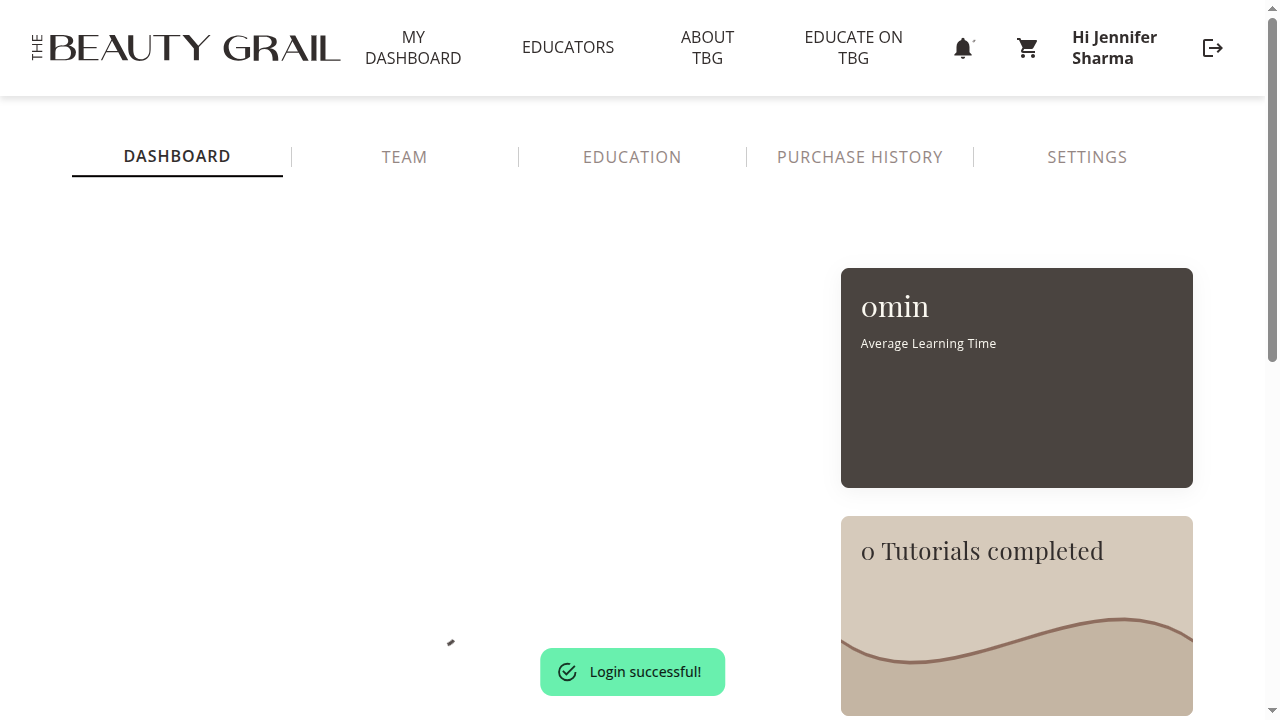 THE BEAUTY GRAIL
MY
DASHBOARD
EDUCATORS
ABOUT
TBG
EDUCATE ON
TBG
Hi Jennifer
Sharma
DASHBOARD
TEAM
EDUCATION
PURCHASE HISTORY
SETTINGS
0min
Average Learning Time
0 Tutorials completed
Login successful!